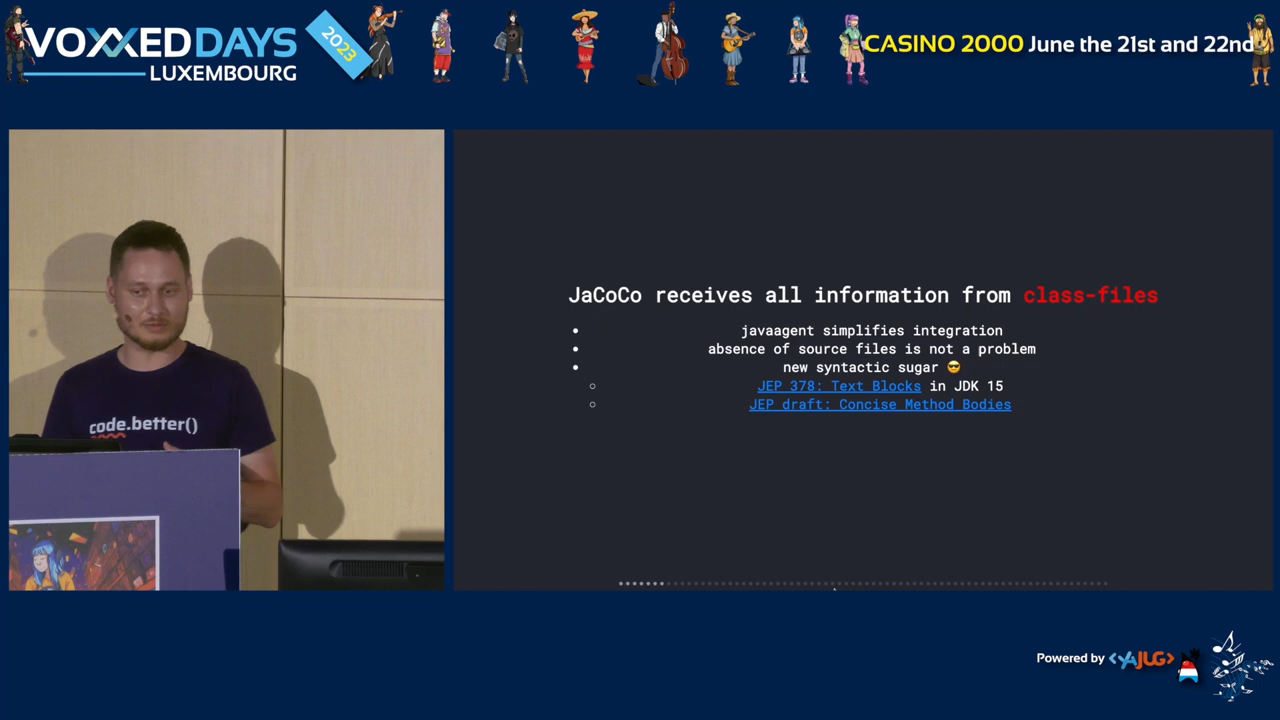 VOXXEDDAYS
LUXEMBOURG
2023
CASINO 2000 June the 21st and 22nd
JaCoCo receives all information from class-files
• javaagent simplifies integration
• absence of source files is not a problem
• new syntactic sugar 😎
○ JEP 378: Text Blocks in JDK 15
○ JEP draft: Concise Method Bodies
code.better()
Powered by <YAJUG>